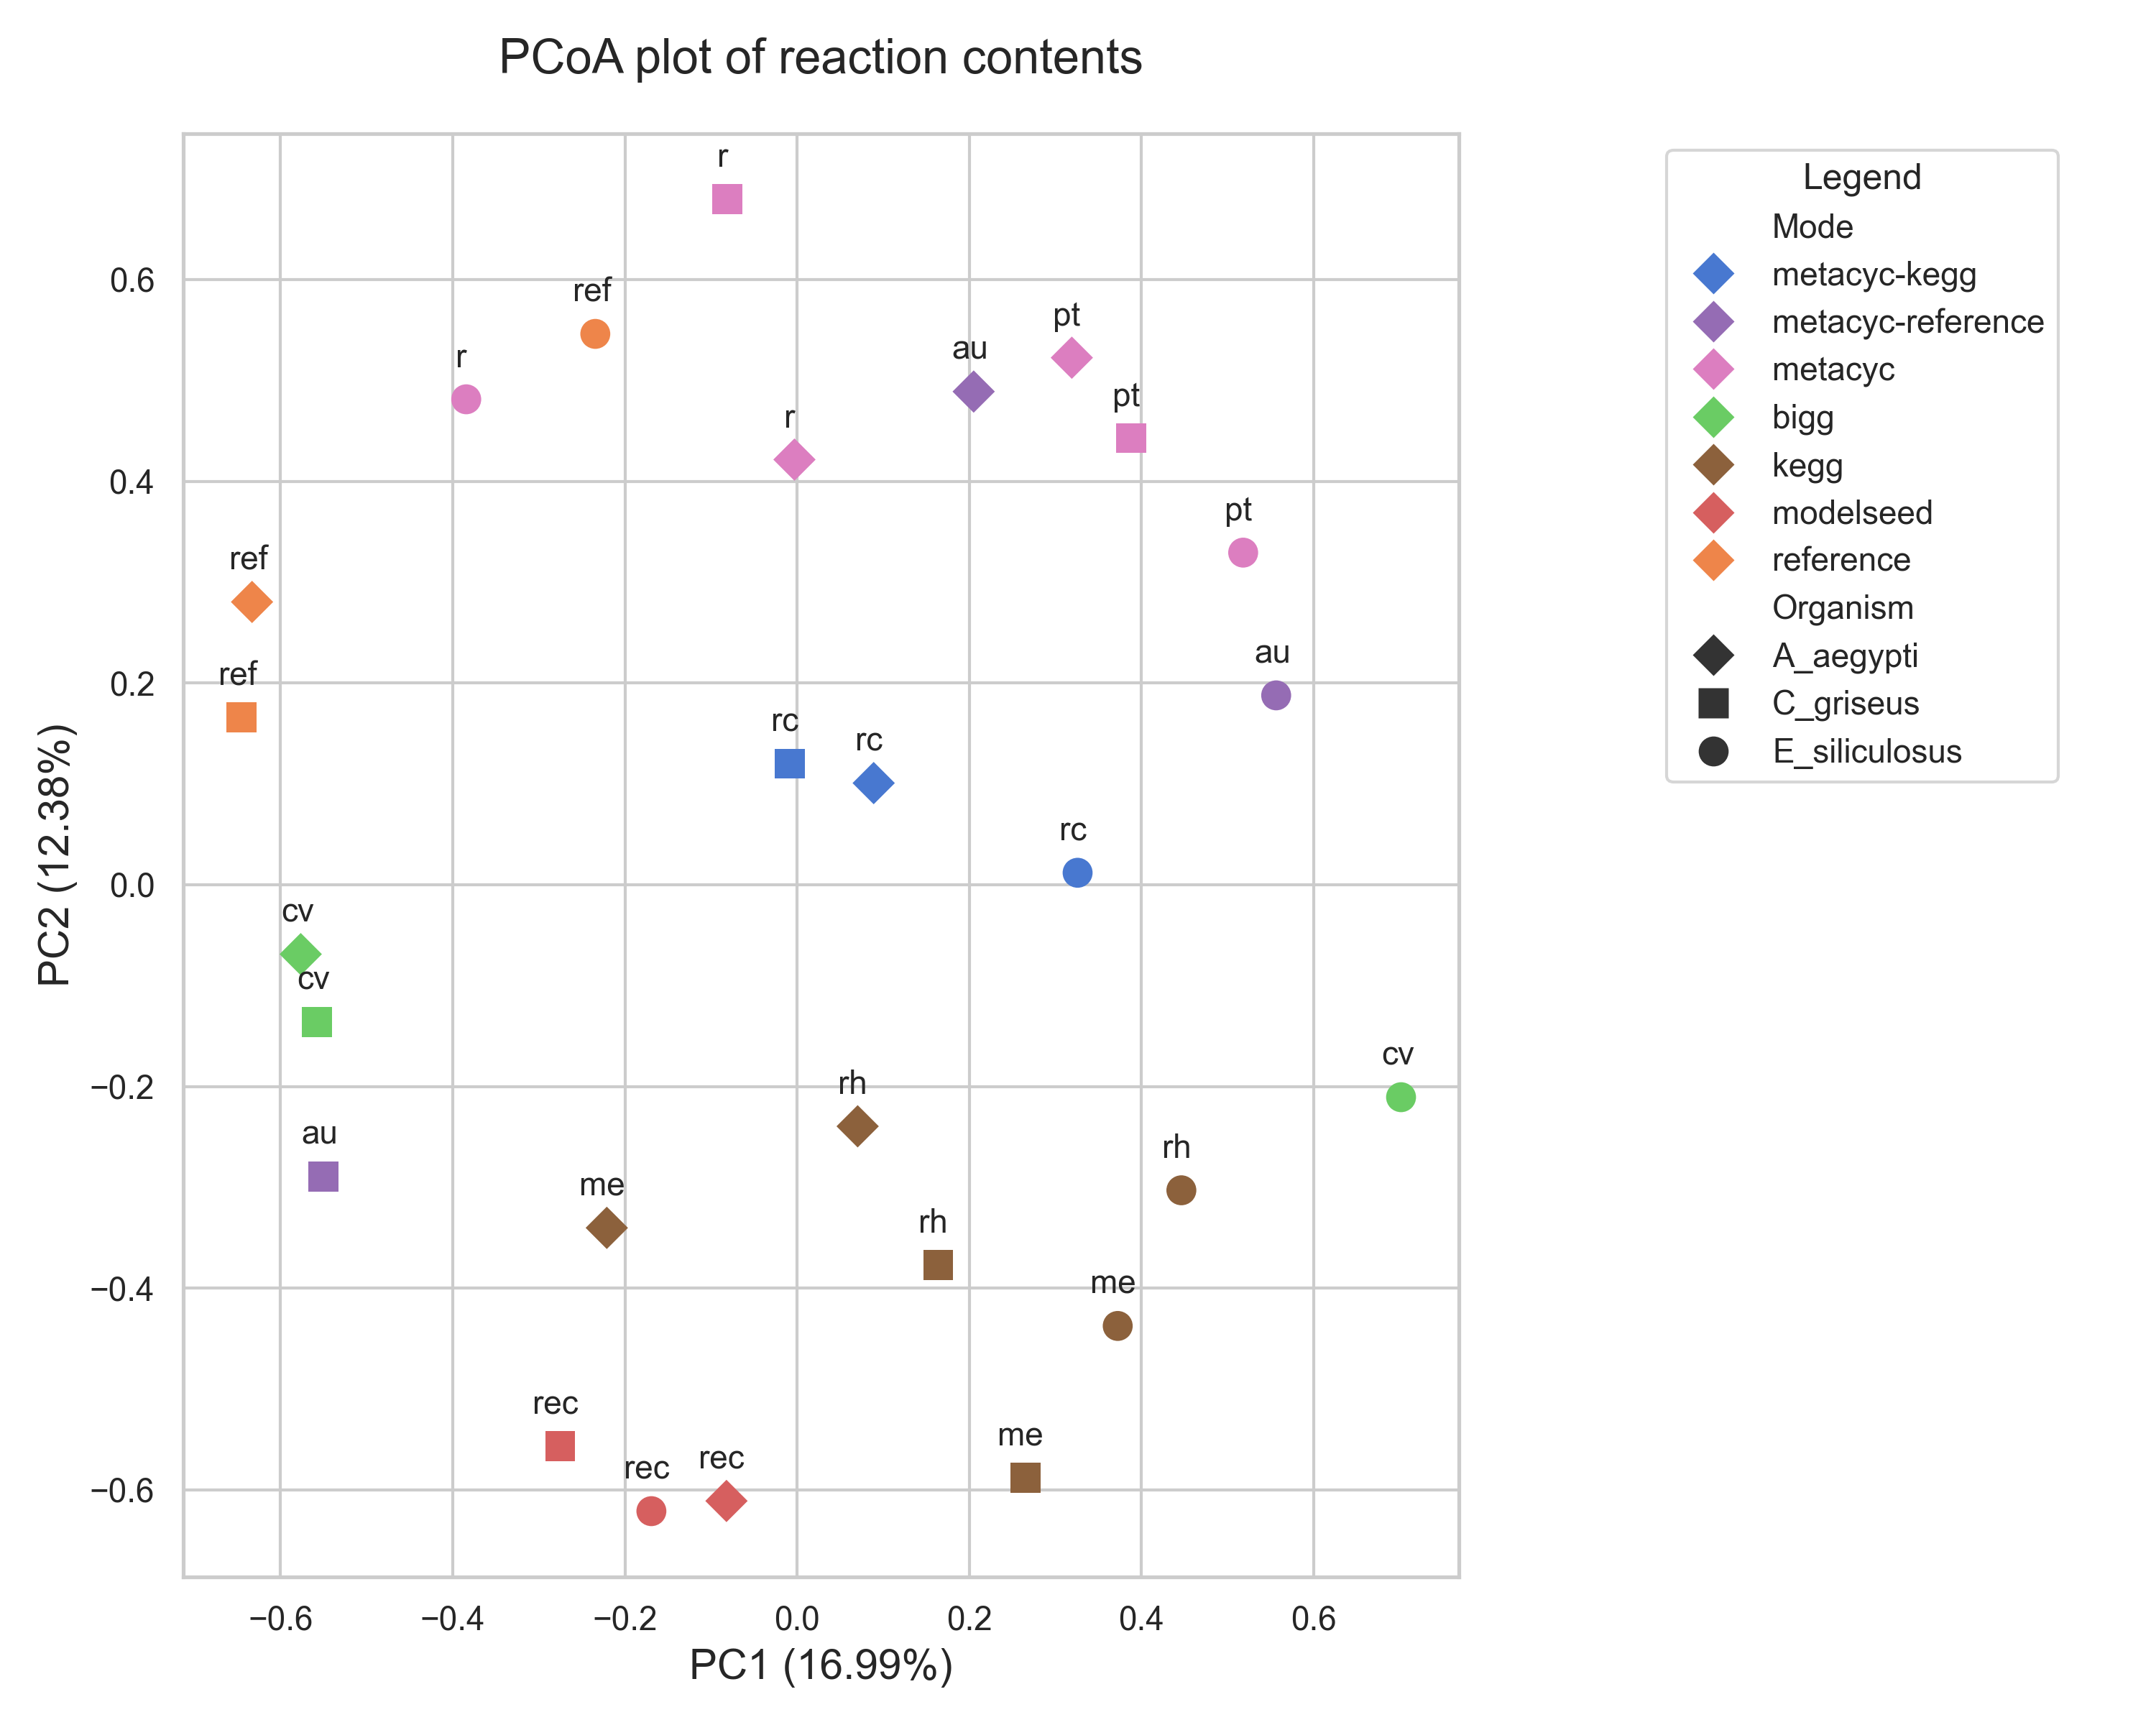 PCoA plot of reaction contents
r
ref
r
pt
au
pt
r
pt
ref
au
ref
rc
rc
rc
cv
cv
cv
rh
au
rh
me
rh
me
rec
me
rec
rec
0.6
0.4
0.2
0.0
−0.2
−0.4
−0.6
PC2 (12.38%)
−0.6
−0.4
−0.2
0.0
0.2
0.4
0.6
PC1 (16.99%)
Legend
Mode
metacyc-kegg
metacyc-reference
metacyc
bigg
kegg
modelseed
reference
Organism
A_aegypti
C_griseus
E_siliculosus